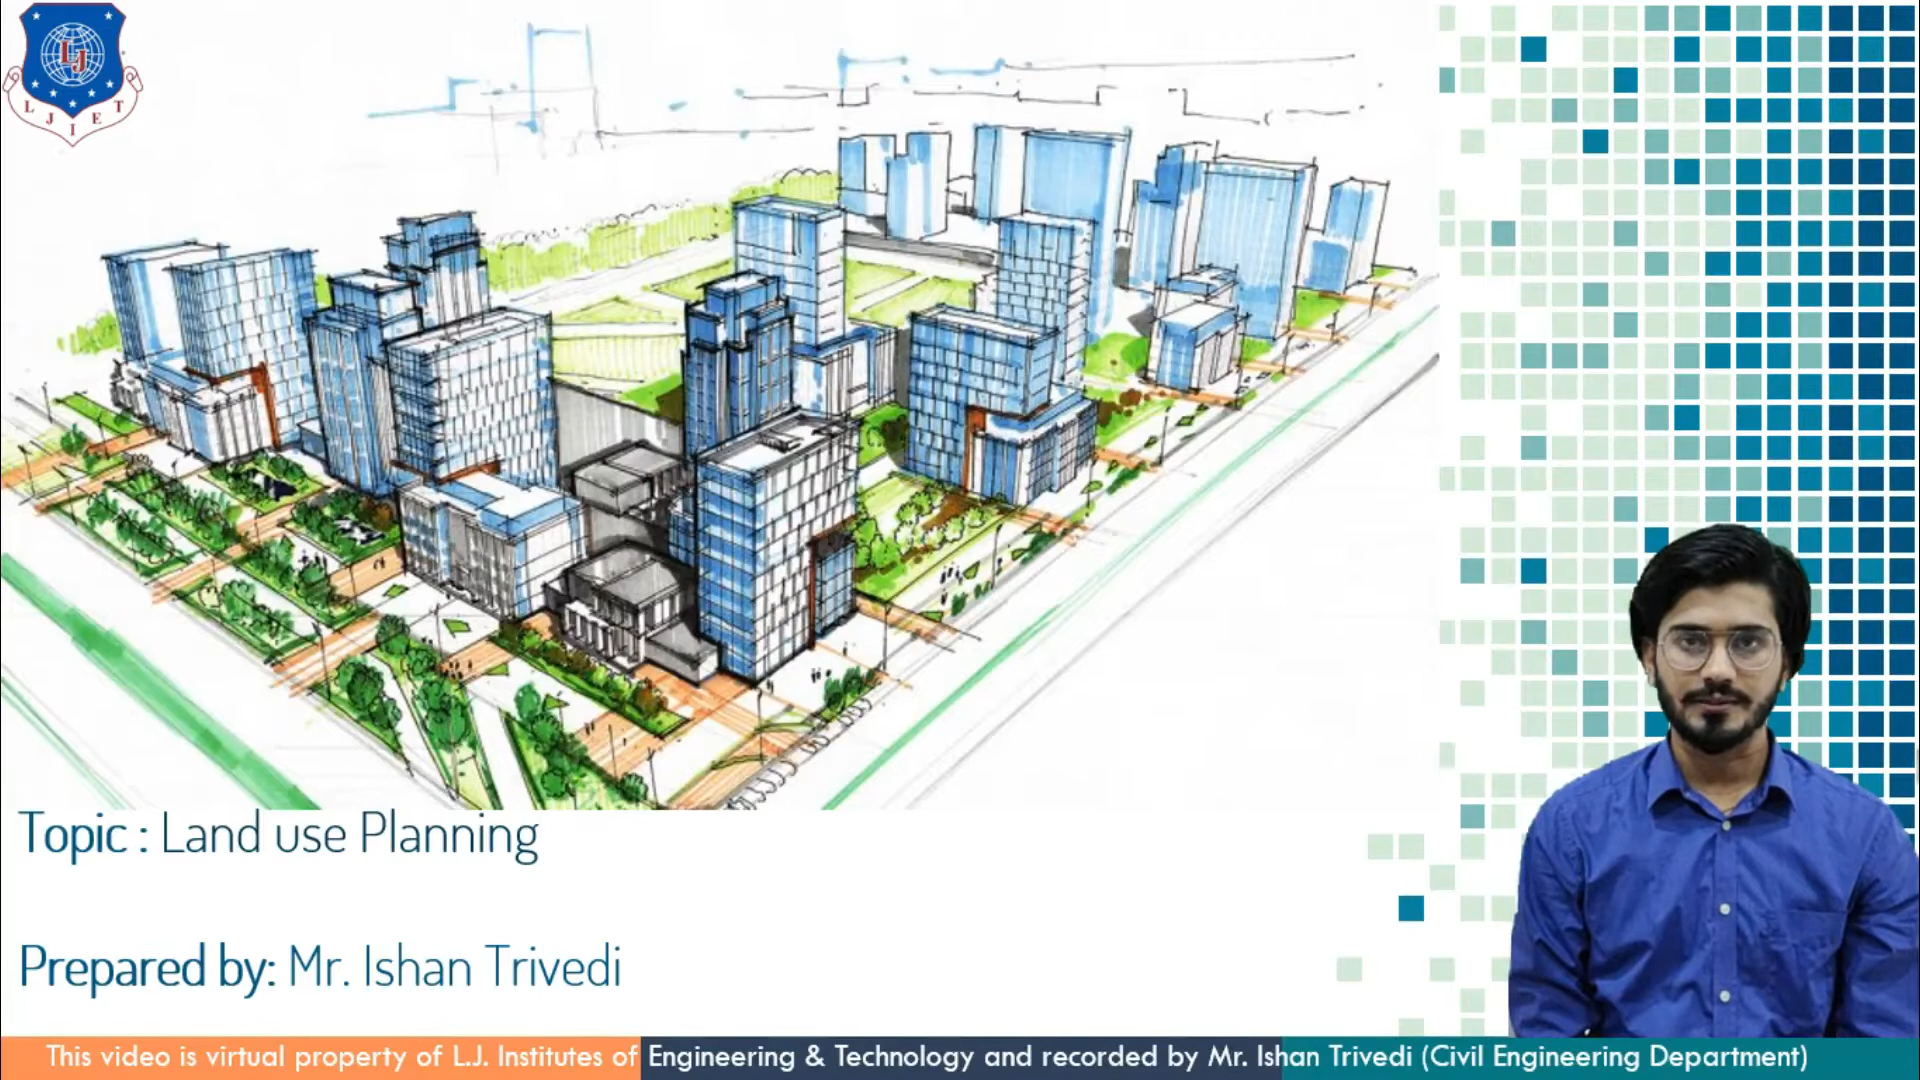 LJ
L J I E T
Topic : Land use Planning
Prepared by: Mr. Ishan Trivedi
This video is virtual property of L.J. Institutes of Engineering & Technology and recorded by Mr. Ishan Trivedi (Civil Engineering Department)